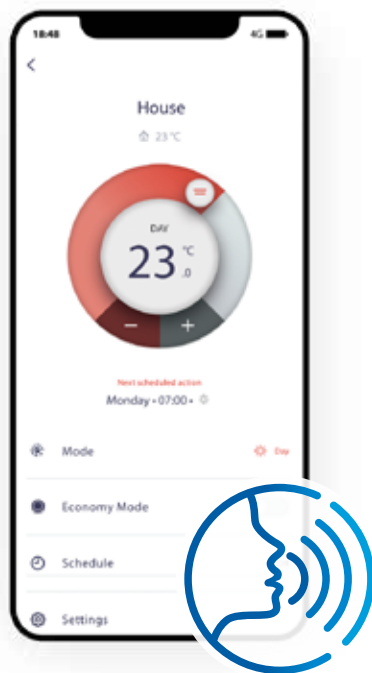 18:48 4G
House
23 °C
DAY
23 °C .0
− +
Next scheduled action
Monday • 07:00 •
Mode Day
Economy Mode
Schedule
Settings